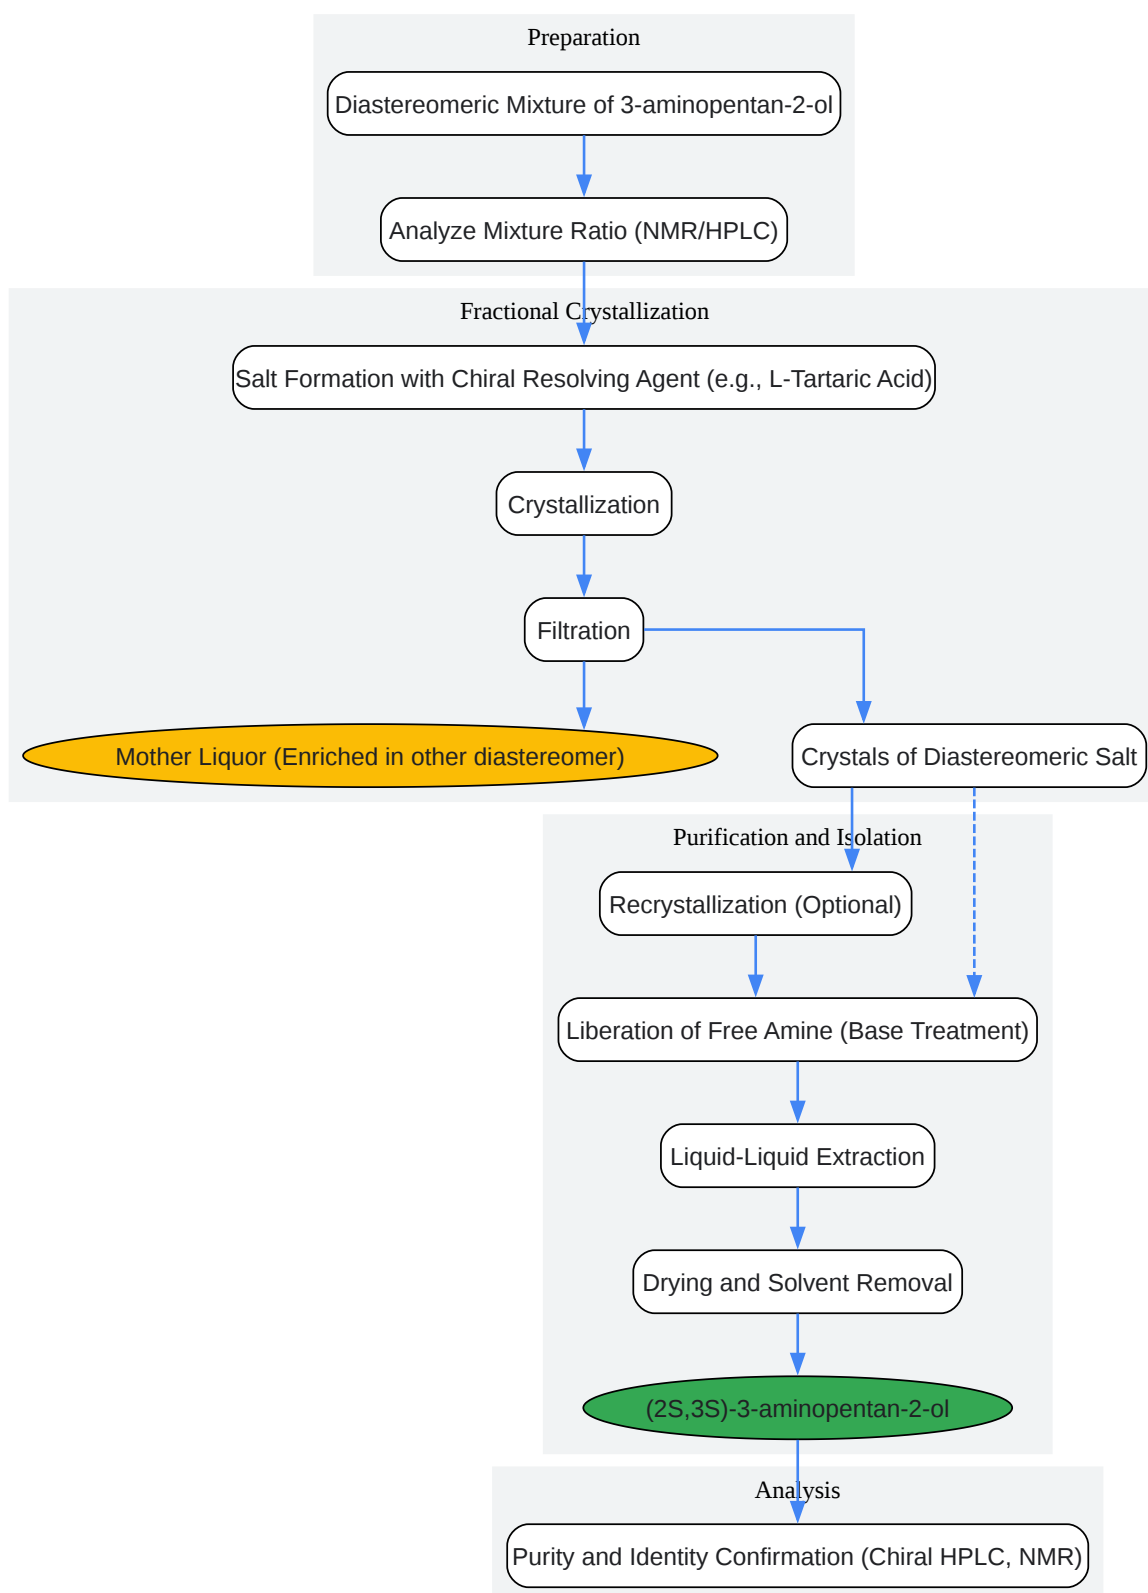 Preparation
Diastereomeric Mixture of 3-aminopentan-2-ol
Analyze Mixture Ratio (NMR/HPLC)
Fractional Crystallization
Salt Formation with Chiral Resolving Agent (e.g., L-Tartaric Acid)
Crystallization
Filtration
Mother Liquor (Enriched in other diastereomer)
Crystals of Diastereomeric Salt
Purification and Isolation
Recrystallization (Optional)
Liberation of Free Amine (Base Treatment)
Liquid-Liquid Extraction
Drying and Solvent Removal
(2S,3S)-3-aminopentan-2-ol
Analysis
Purity and Identity Confirmation (Chiral HPLC, NMR)